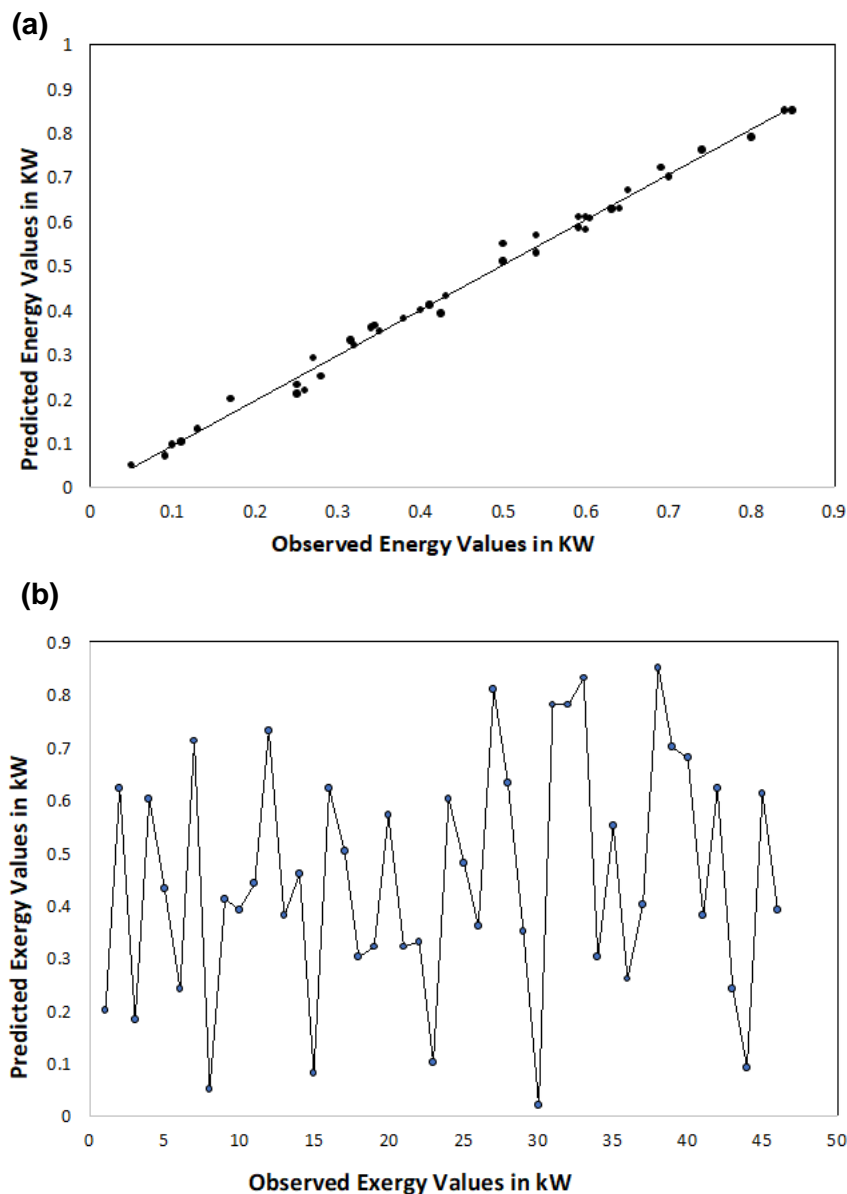 (a)
1
0.9
0.8
0.7
0.6
0.5
0.4
0.3
0.2
0.1
0
Predicted Energy Values in KW
0 0.1 0.2 0.3 0.4 0.5 0.6 0.7 0.8 0.9
Observed Energy Values in KW
(b)
0.9
0.8
0.7
0.6
0.5
0.4
0.3
0.2
0.1
0
Predicted Exergy Values in kW
0 5 10 15 20 25 30 35 40 45 50
Observed Exergy Values in kW